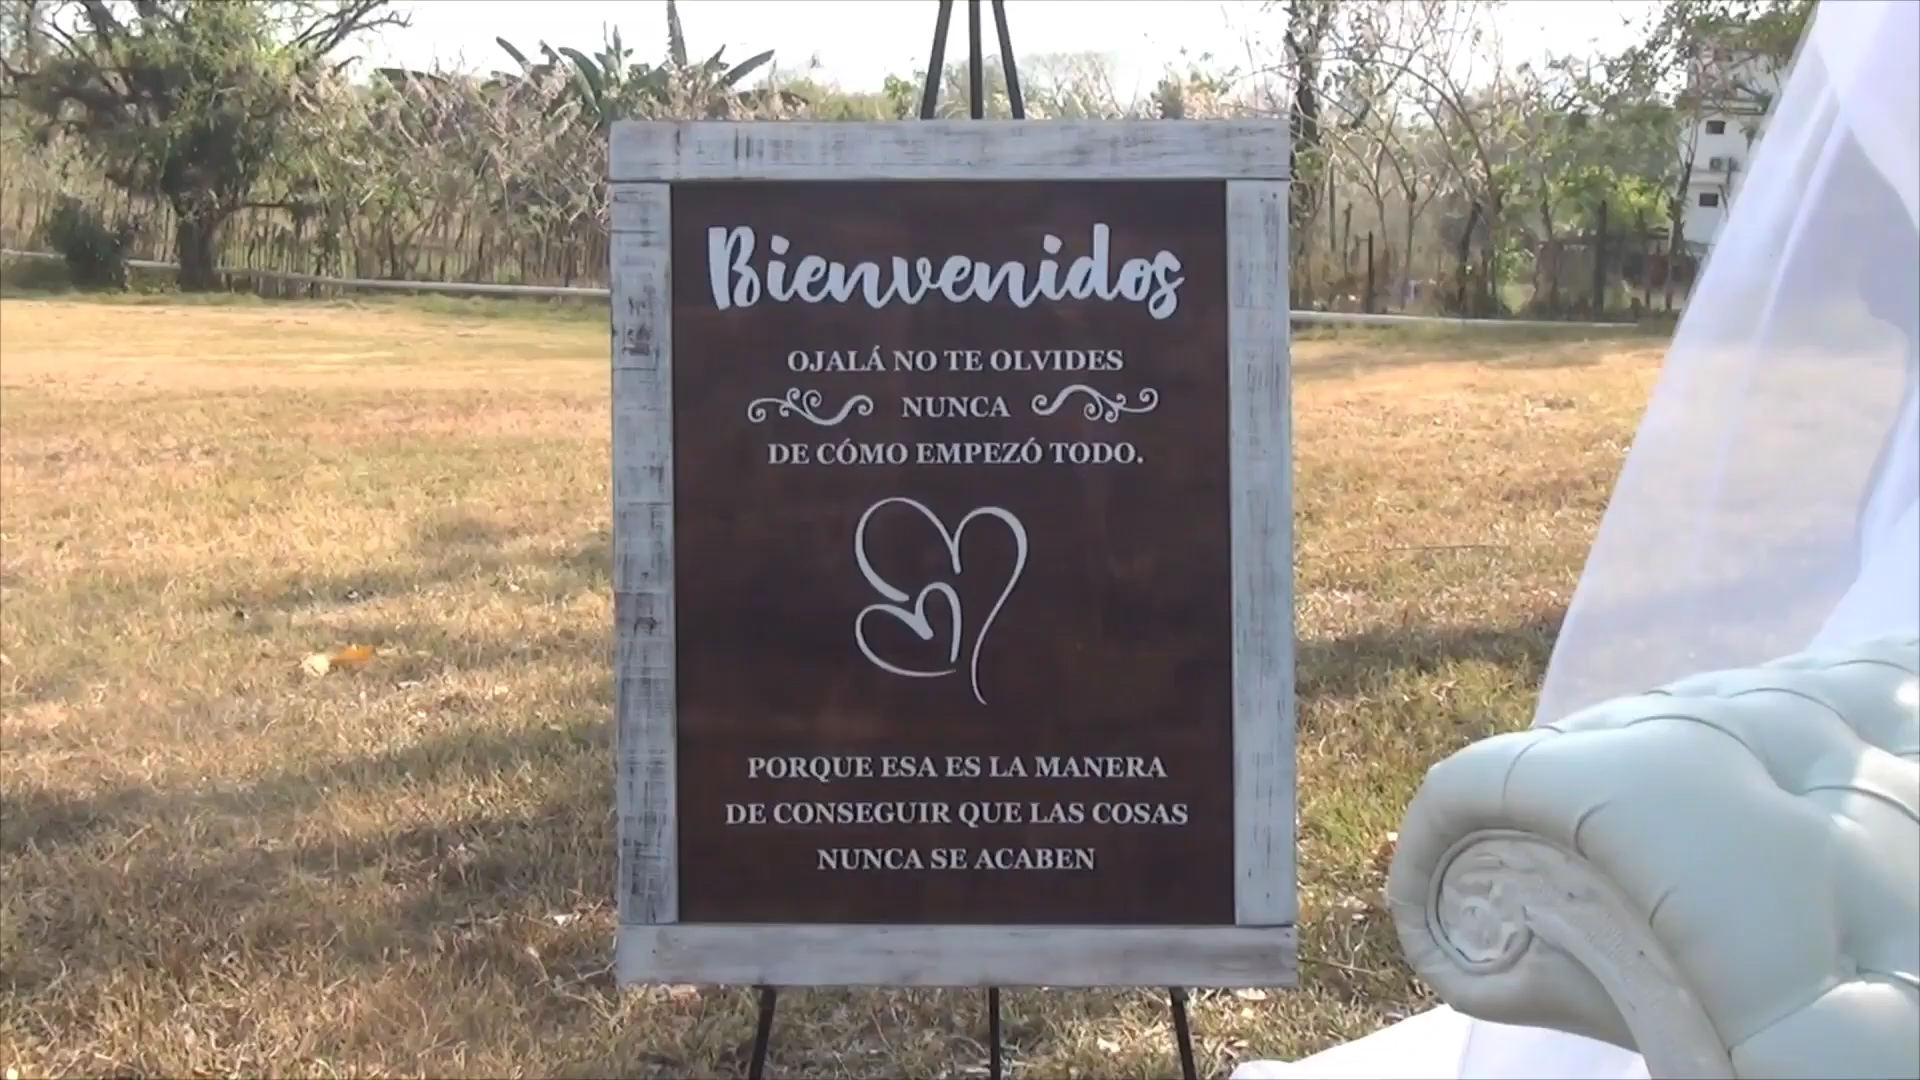 Bienvenidos
OJALÁ NO TE OLVIDES
NUNCA
DE CÓMO EMPEZÓ TODO.
PORQUE ESA ES LA MANERA
DE CONSEGUIR QUE LAS COSAS
NUNCA SE ACABEN